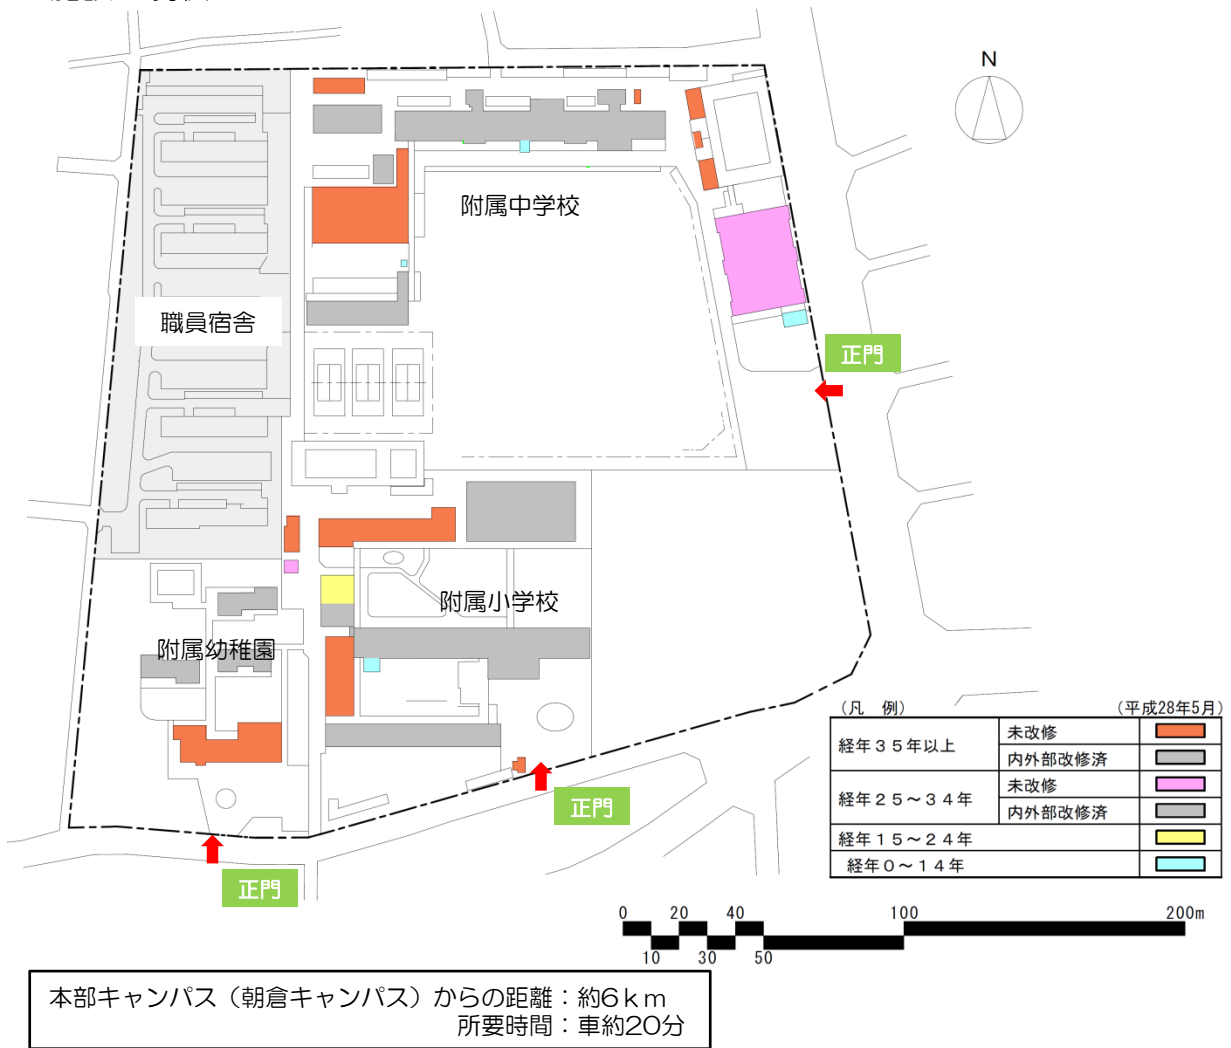 N
附属中学校
職員宿舎
正門
附属小学校
附属幼稚園
(凡　例)　(平成28年5月)
経年３５年以上　未改修
内外部改修済
経年２５～３４年　未改修
内外部改修済
経年１５～２４年
経年０～１４年
正門
正門
0　20　40　100　200m
10　30　50
本部キャンパス（朝倉キャンパス）からの距離：約6ｋｍ
所要時間：車約20分